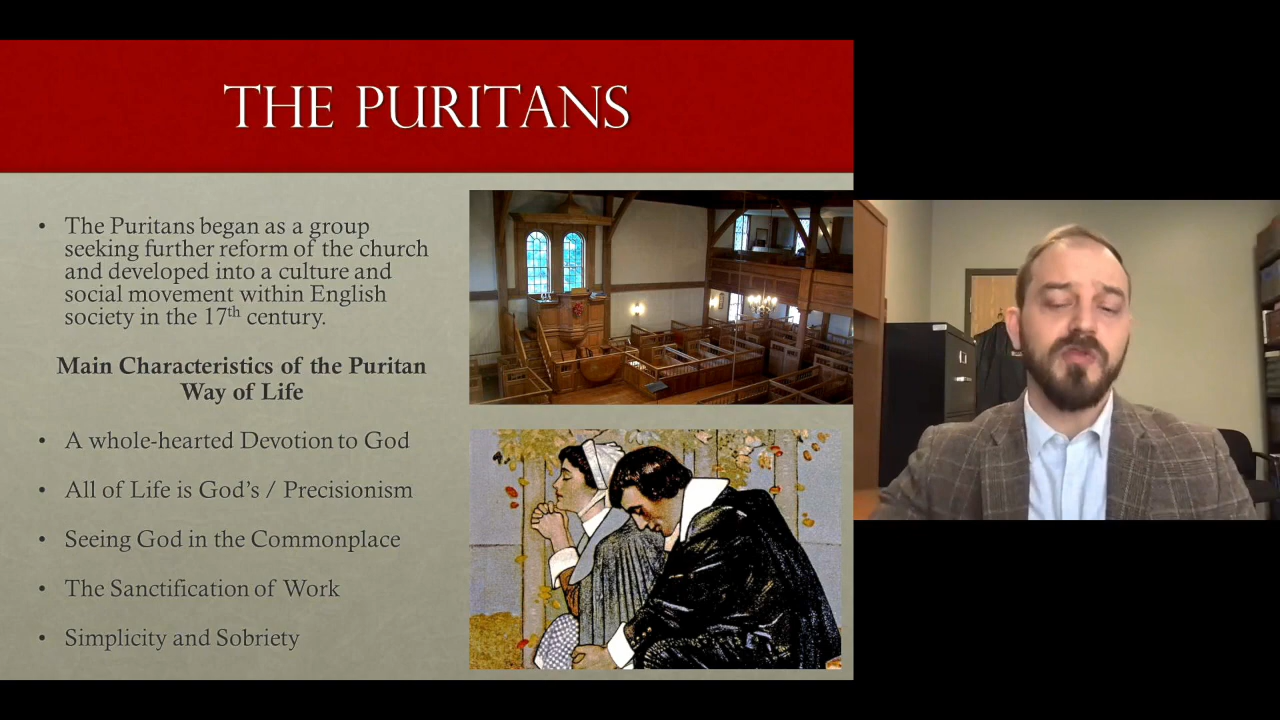 THE PURITANS
• The Puritans began as a group
seeking further reform of the church
and developed into a culture and
social movement within English
society in the 17th century.
Main Characteristics of the Puritan
Way of Life
• A whole-hearted Devotion to God
• All of Life is God's / Precisionism
• Seeing God in the Commonplace
• The Sanctification of Work
• Simplicity and Sobriety